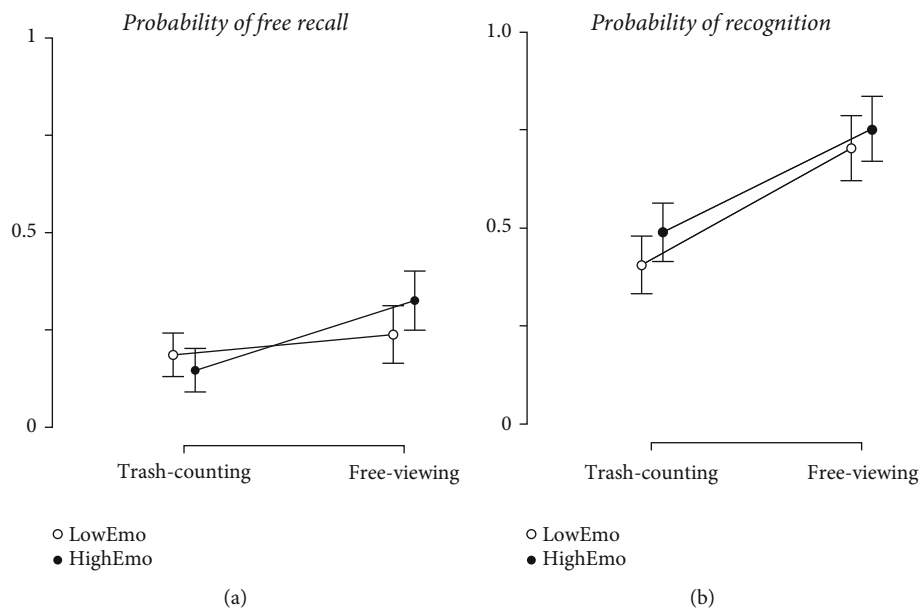 Probability of free recall
1
0.5
0
Trash-counting
Free-viewing
LowEmo
HighEmo
(a)
Probability of recognition
1.0
0.5
0
Trash-counting
Free-viewing
LowEmo
HighEmo
(b)